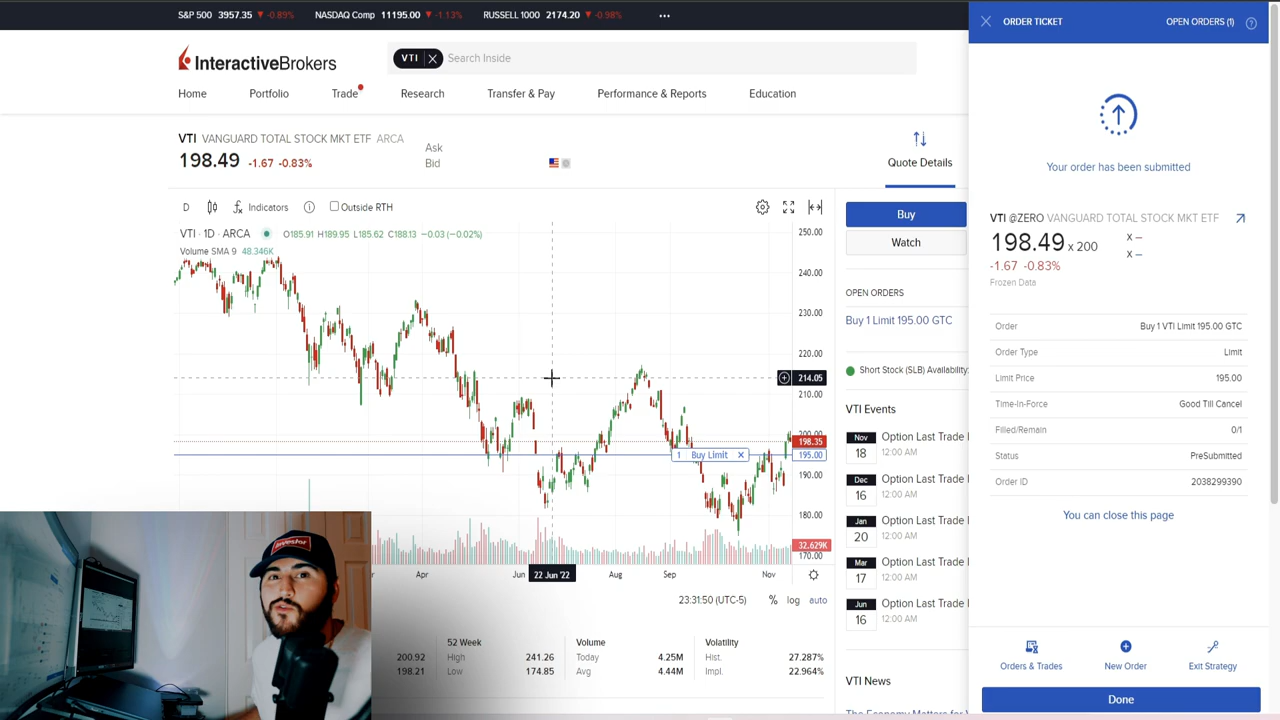 S&P 500 3957.35 ▼ -0.89% NASDAQ Comp 11195.00 ▼ -1.13% RUSSELL 1000 2174.20 ▼ -0.98% •••
InteractiveBrokers
VTI X Search Inside
Home Portfolio Trade Research Transfer & Pay Performance & Reports Education
VTI VANGUARD TOTAL STOCK MKT ETF ARCA
198.49 -1.67 -0.83%
Ask
Bid
Quote Details
D Indicators Outside RTH
VTI · 1D · ARCA O185.91 H189.95 L185.62 C188.13 -0.03 (-0.02%)
Volume SMA 9 48.346K
250.00
240.00
230.00
220.00
214.05
210.00
200.00
198.35
1 Buy Limit X 195.00
190.00
180.00
32.629K
170.00
Apr Jun 22 Jun '22 Aug Sep Nov
23:31:50 (UTC-5) % log auto
52 Week Volume Volatility
200.92 High 241.26 Today 4.25M Hist. 27.287%
198.21 Low 174.85 Avg 4.44M Impl. 22.964%
Investor
Buy
Watch
OPEN ORDERS
Buy 1 Limit 195.00 GTC
Short Stock (SLB) Availability:
VTI Events
Nov 18 Option Last Trade
12:00 AM
Dec 16 Option Last Trade
12:00 AM
Jan 20 Option Last Trade
12:00 AM
Mar 17 Option Last Trade
12:00 AM
Jun 16 Option Last Trade
12:00 AM
VTI News
The Economy Matters for
ORDER TICKET OPEN ORDERS (1) ?
Your order has been submitted
VTI @ZERO VANGUARD TOTAL STOCK MKT ETF
198.49 x 200
X –
X –
-1.67 -0.83%
Frozen Data
Order Buy 1 VTI Limit 195.00 GTC
Order Type Limit
Limit Price 195.00
Time-In-Force Good Till Cancel
Filled/Remain 0/1
Status PreSubmitted
Order ID 2038299390
You can close this page
Orders & Trades New Order Exit Strategy
Done